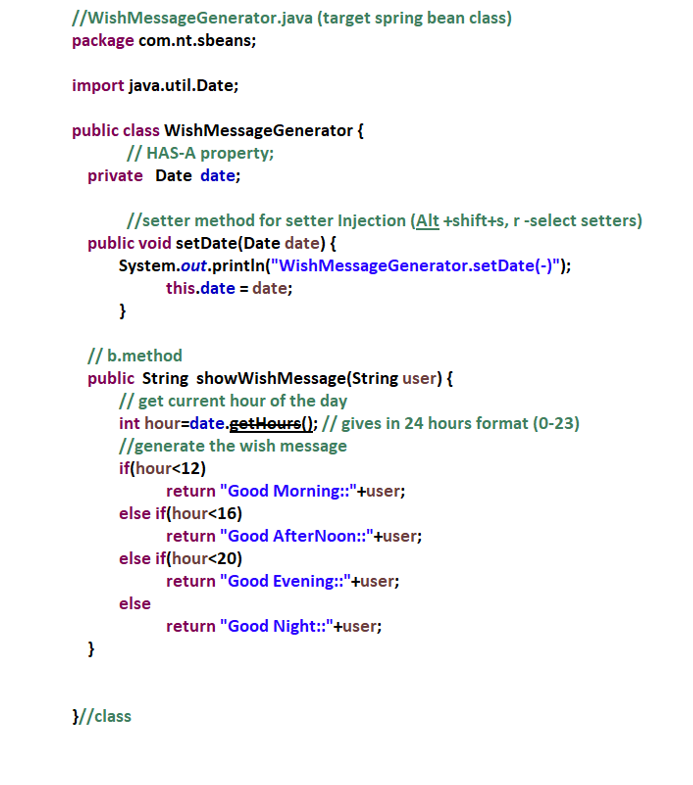 //WishMessageGenerator.java (target spring bean class)
package com.nt.sbeans;
import java.util.Date;
public class WishMessageGenerator {
// HAS-A property;
private Date date;
//setter method for setter Injection (Alt +shift+s, r -select setters)
public void setDate(Date date) {
System.out.println("WishMessageGenerator.setDate(-)");
this.date = date;
}
// b.method
public String showWishMessage(String user) {
// get current hour of the day
int hour=date.getHours(); // gives in 24 hours format (0-23)
//generate the wish message
if(hour<12)
return "Good Morning::"+user;
else if(hour<16)
return "Good AfterNoon::"+user;
else if(hour<20)
return "Good Evening::"+user;
else
return "Good Night::"+user;
}
}//class